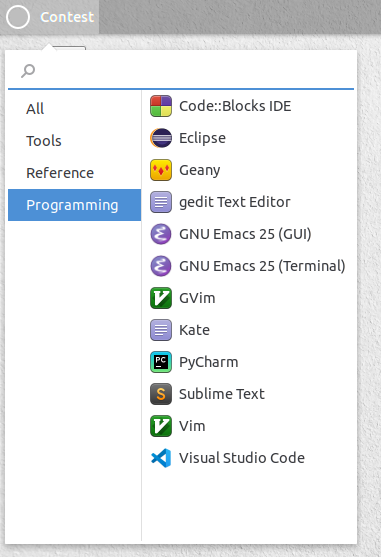 Contest
All
Tools
Reference
Programming
Code::Blocks IDE
Eclipse
Geany
gedit Text Editor
GNU Emacs 25 (GUI)
GNU Emacs 25 (Terminal)
GVim
Kate
PC
PyCharm
S
Sublime Text
Vim
Visual Studio Code